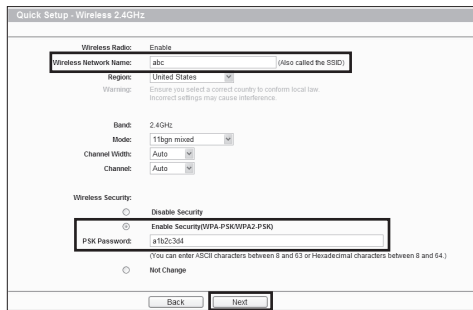 Quick Setup - Wireless 2.4GHz
Wireless Radio: Enable
Wireless Network Name: abc (Also called the SSID)
Region: United States
Warning: Ensure you select a correct country to conform local law.
Incorrect settings may cause interference.
Band: 2.4GHz
Mode: 11bgn mixed
Channel Width: Auto
Channel: Auto
Wireless Security:
Disable Security
Enable Security(WPA-PSK/WPA2-PSK)
PSK Password: a1b2c3d4
(You can enter ASCII characters between 8 and 63 or Hexadecimal characters between 8 and 64.)
Not Change
Back Next